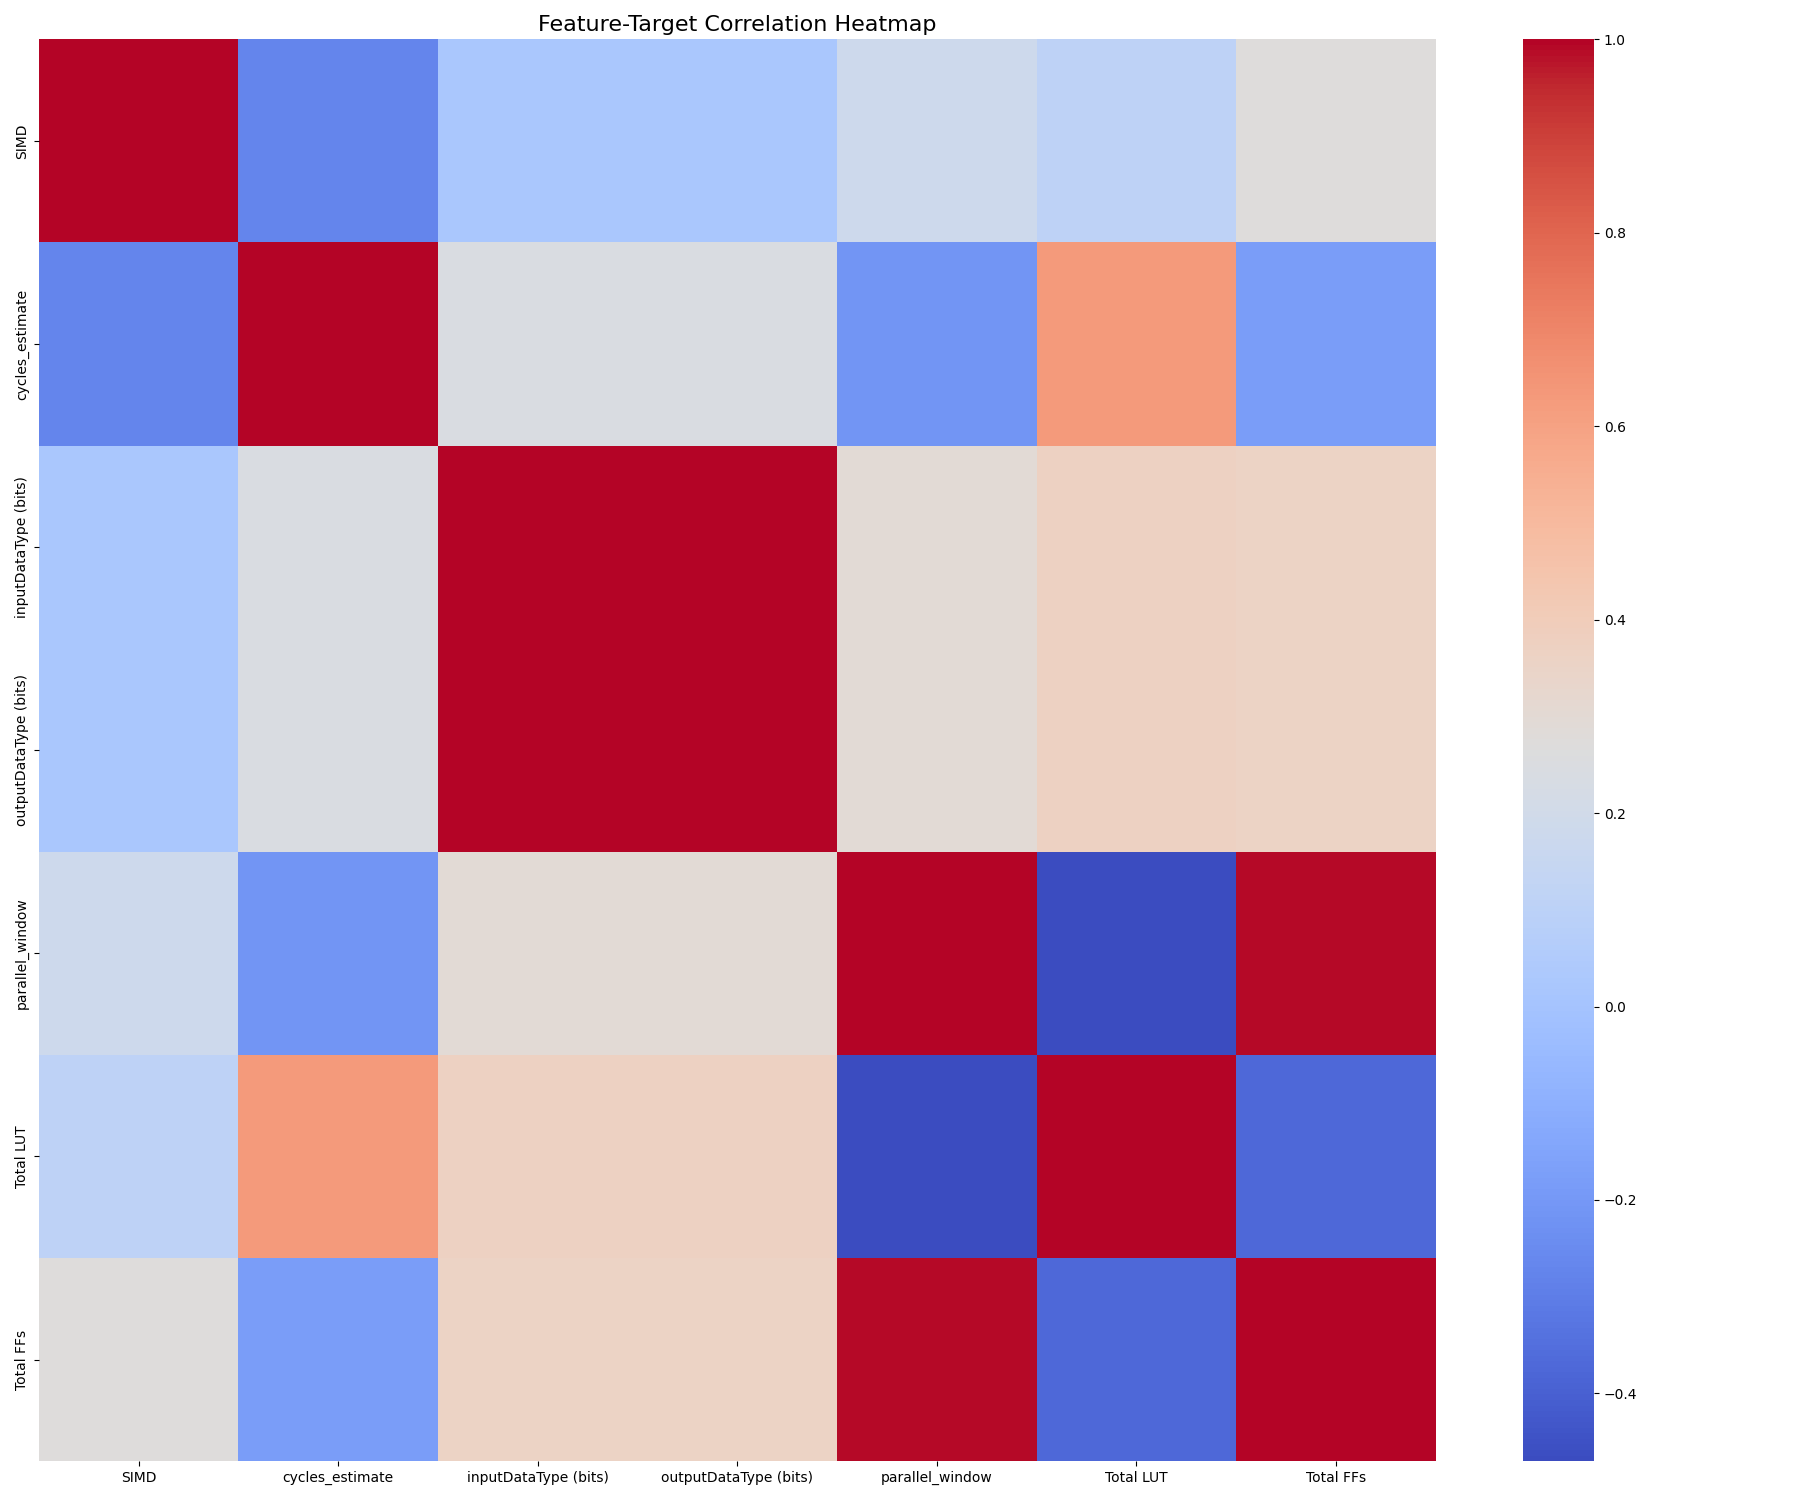 Feature-Target Correlation Heatmap
SIMD
cycles_estimate
inputDataType (bits)
outputDataType (bits)
parallel_window
Total LUT
Total FFs
SIMD
cycles_estimate
inputDataType (bits)
outputDataType (bits)
parallel_window
Total LUT
Total FFs
1.0
0.8
0.6
0.4
0.2
0.0
−0.2
−0.4